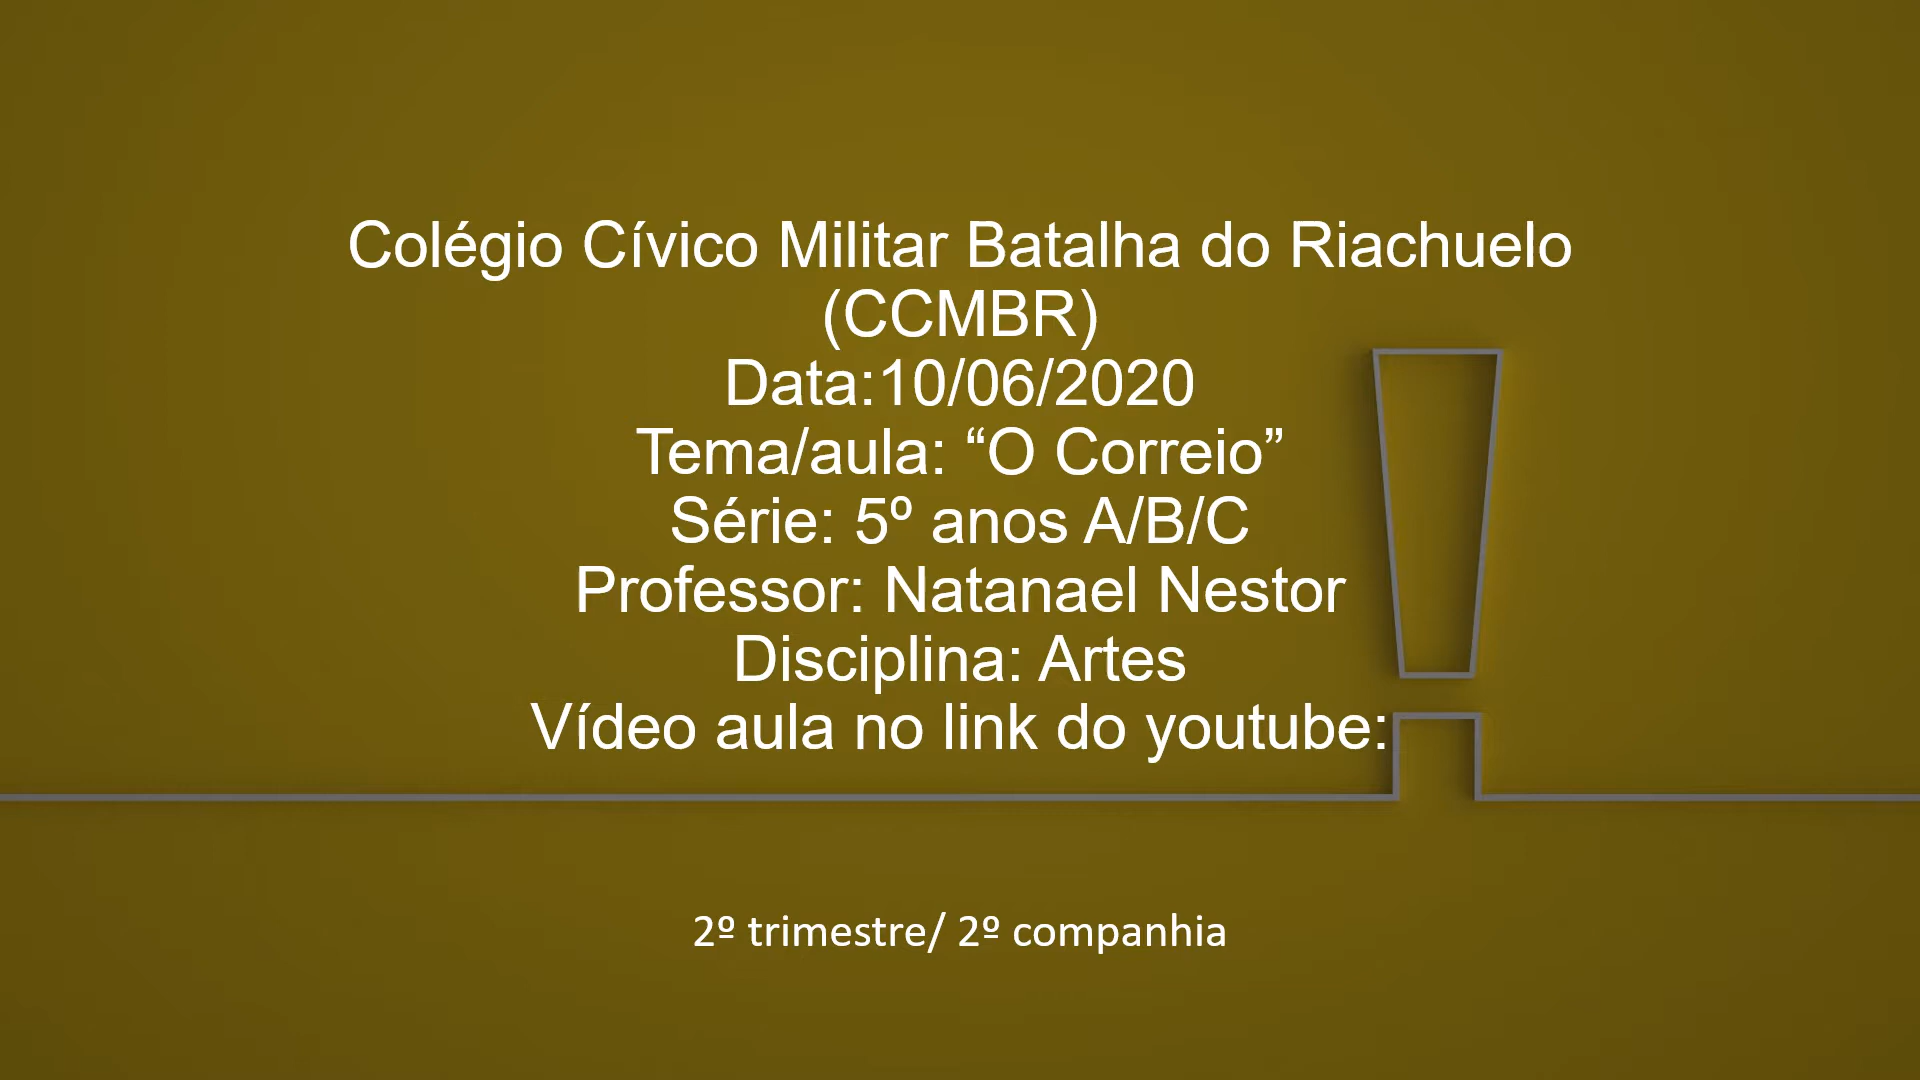 Colégio Cívico Militar Batalha do Riachuelo
(CCMBR)
Data:10/06/2020
Tema/aula: “O Correio”
Série: 5º anos A/B/C
Professor: Natanael Nestor
Disciplina: Artes
Vídeo aula no link do youtube:
2º trimestre/ 2º companhia